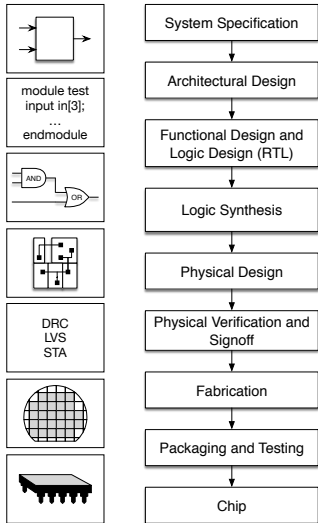 System Specification
Architectural Design
module test
input in[3];
...
endmodule
Functional Design and
Logic Design (RTL)
AND
OR
Logic Synthesis
Physical Design
DRC
LVS
STA
Physical Verification and
Signoff
Fabrication
Packaging and Testing
Chip